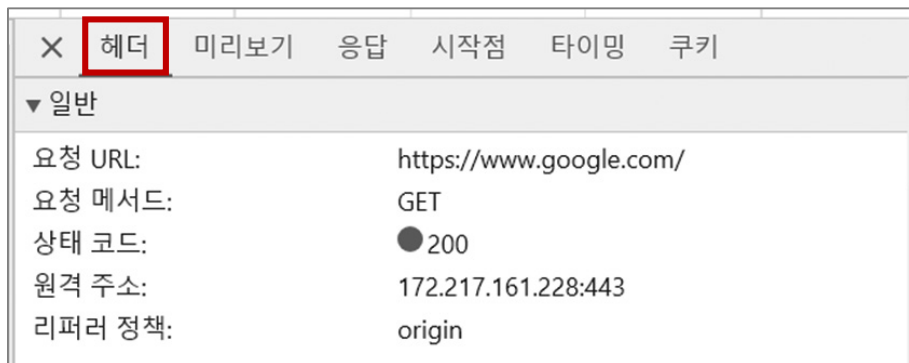 ✕ 헤더 미리보기 응답 시작점 타이밍 쿠키
▼ 일반
요청 URL: https://www.google.com/
요청 메서드: GET
상태 코드: ● 200
원격 주소: 172.217.161.228:443
리퍼러 정책: origin